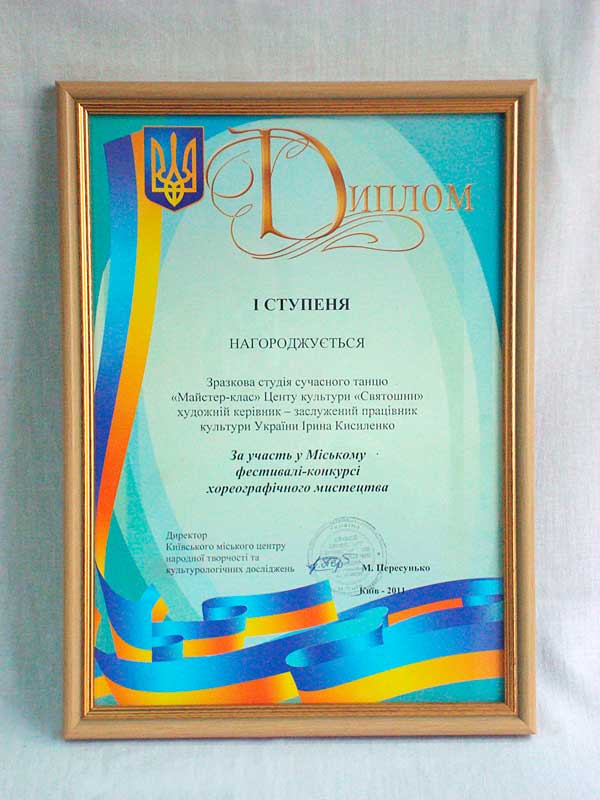 Диплом
І СТУПЕНЯ
НАГОРОДЖУЄТЬСЯ
Зразкова студія сучасного танцю
«Майстер-клас» Центу культури «Святошин»
художній керівник – заслужений працівник
культури України Ірина Кисиленко
За участь у Міському
фестивалі-конкурсі
хореографічного мистецтва
Директор
Київського міського центру
народної творчості та
культурологічних досліджень
М. Пересунько
Київ - 2011